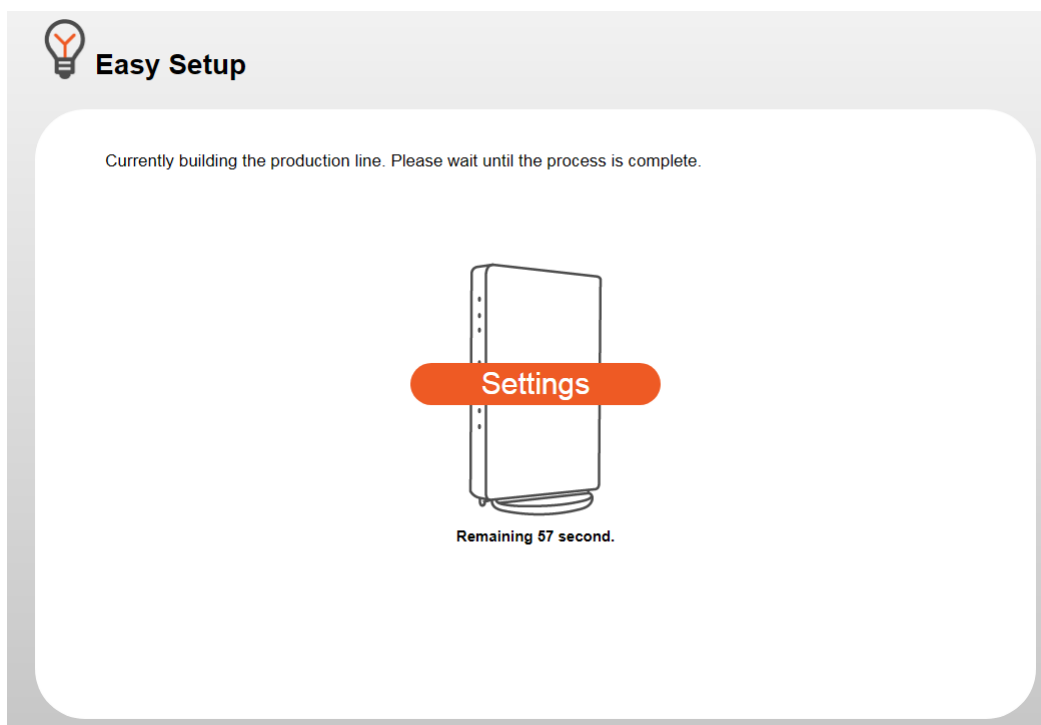 Easy Setup
Currently building the production line. Please wait until the process is complete.
Settings
Remaining 57 second.